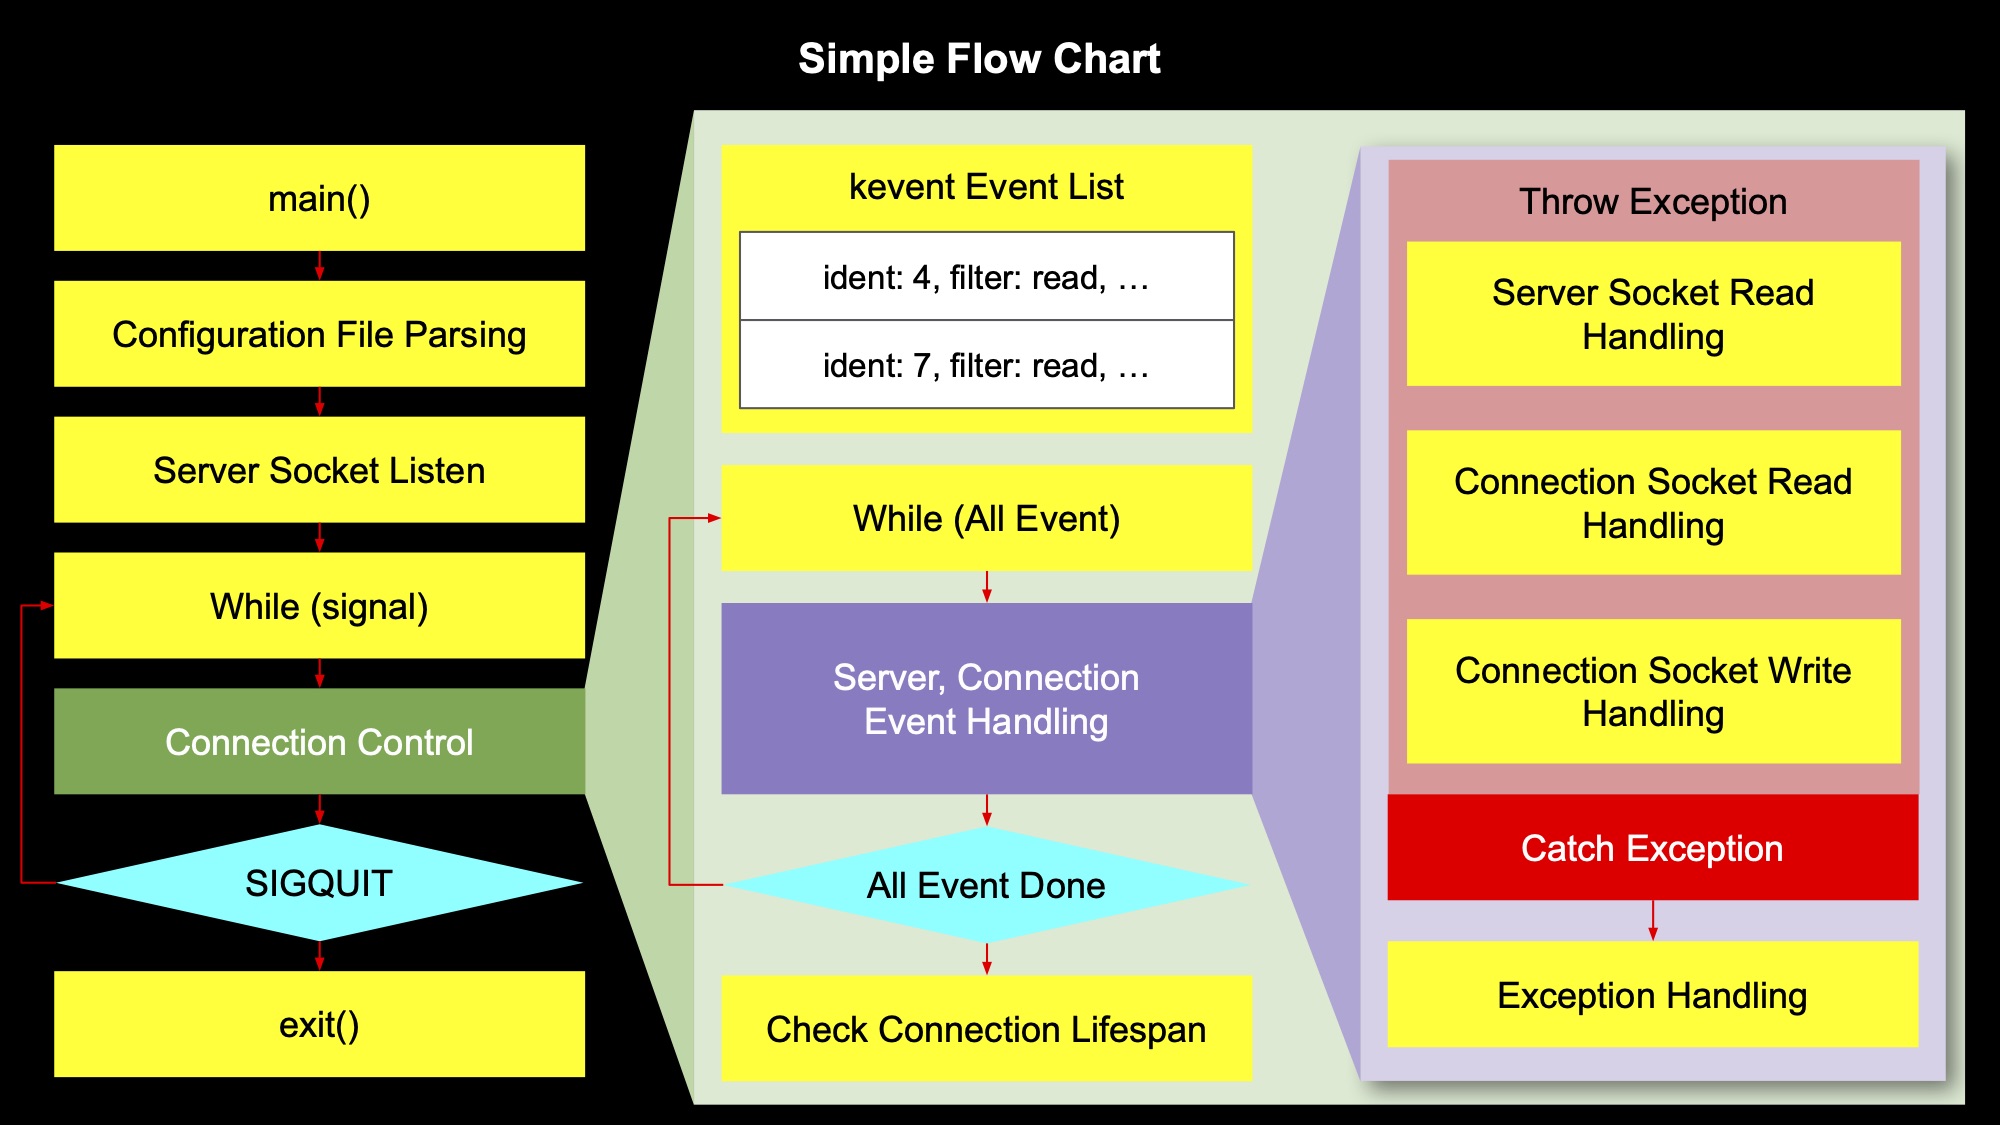 Simple Flow Chart
main()
Configuration File Parsing
Server Socket Listen
While (signal)
Connection Control
SIGQUIT
exit()
kevent Event List
ident: 4, filter: read, …
ident: 7, filter: read, …
While (All Event)
Server, Connection
Event Handling
All Event Done
Check Connection Lifespan
Throw Exception
Server Socket Read
Handling
Connection Socket Read
Handling
Connection Socket Write
Handling
Catch Exception
Exception Handling